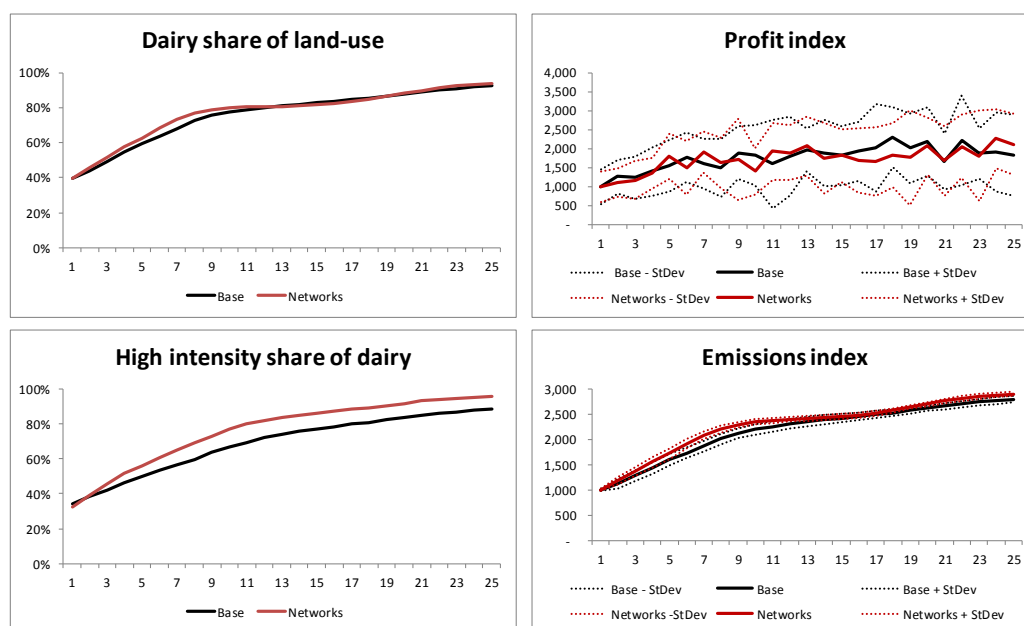 Dairy share of land-use
100%
80%
60%
40%
20%
0%
1 3 5 7 9 11 13 15 17 19 21 23 25
Base Networks
Profit index
4,000
3,500
3,000
2,500
2,000
1,500
1,000
500
-
1 3 5 7 9 11 13 15 17 19 21 23 25
Base - StDev Base Base + StDev
Networks - StDev Networks Networks + StDev
High intensity share of dairy
100%
80%
60%
40%
20%
0%
1 3 5 7 9 11 13 15 17 19 21 23 25
Base Networks
Emissions index
3,000
2,500
2,000
1,500
1,000
500
-
1 3 5 7 9 11 13 15 17 19 21 23 25
Base - StDev Base Base + StDev
Networks -StDev Networks Networks + StDev